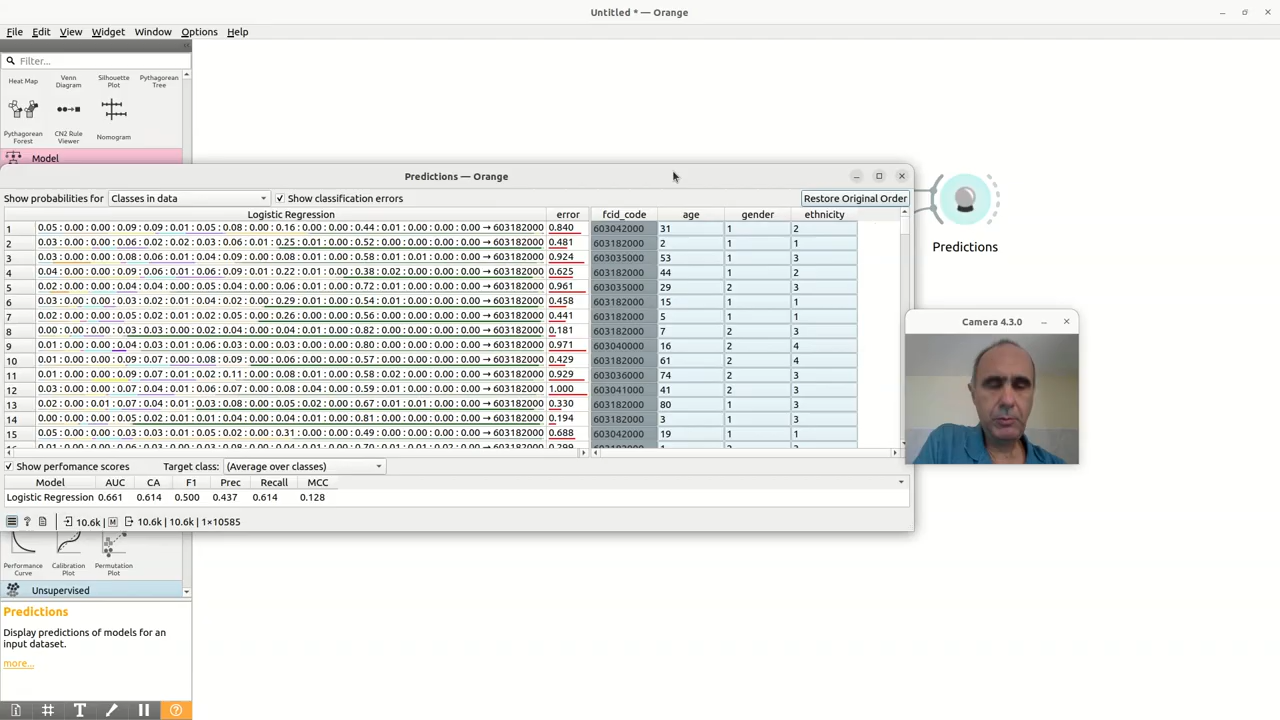 Untitled * — Orange
File Edit View Widget Window Options Help
Filter...
Heat Map
Venn Diagram
Silhouette Plot
Pythagorean Tree
Pythagorean Forest
CN2 Rule Viewer
Nomogram
Model
Predictions — Orange
Show probabilities for Classes in data Show classification errors Restore Original Order
Logistic Regression error fcid_code age gender ethnicity
1 0.05 : 0.00 : 0.00 : 0.09 : 0.09 : 0.01 : 0.05 : 0.08 : 0.00 : 0.16 : 0.00 : 0.44 : 0.01 : 0.00 : 0.00 : 0.00 → 603182000 0.840 603042000 31 1 2
2 0.03 : 0.00 : 0.00 : 0.06 : 0.02 : 0.02 : 0.03 : 0.06 : 0.01 : 0.25 : 0.01 : 0.52 : 0.00 : 0.00 : 0.00 : 0.00 → 603182000 0.481 603182000 2 1 1
3 0.03 : 0.00 : 0.00 : 0.08 : 0.06 : 0.02 : 0.04 : 0.09 : 0.00 : 0.08 : 0.01 : 0.58 : 0.01 : 0.00 : 0.00 : 0.00 → 603182000 0.924 603035000 53 1 3
4 0.04 : 0.00 : 0.00 : 0.09 : 0.06 : 0.01 : 0.06 : 0.09 : 0.01 : 0.22 : 0.01 : 0.38 : 0.02 : 0.00 : 0.00 : 0.00 → 603182000 0.625 603182000 44 1 2
5 0.02 : 0.00 : 0.00 : 0.04 : 0.04 : 0.01 : 0.02 : 0.07 : 0.00 : 0.06 : 0.01 : 0.72 : 0.01 : 0.00 : 0.00 : 0.00 → 603182000 0.961 603035000 29 2 3
6 0.03 : 0.00 : 0.00 : 0.03 : 0.02 : 0.01 : 0.04 : 0.02 : 0.00 : 0.29 : 0.00 : 0.54 : 0.01 : 0.00 : 0.00 : 0.00 → 603182000 0.458 603182000 15 1 1
7 0.02 : 0.00 : 0.00 : 0.05 : 0.02 : 0.01 : 0.03 : 0.05 : 0.00 : 0.26 : 0.00 : 0.56 : 0.00 : 0.00 : 0.00 : 0.00 → 603182000 0.441 603182000 5 1 1
8 0.00 : 0.00 : 0.00 : 0.03 : 0.03 : 0.00 : 0.02 : 0.04 : 0.00 : 0.05 : 0.01 : 0.82 : 0.00 : 0.00 : 0.00 : 0.00 → 603182000 0.181 603182000 7 2 3
9 0.01 : 0.00 : 0.00 : 0.04 : 0.03 : 0.01 : 0.06 : 0.03 : 0.00 : 0.03 : 0.00 : 0.78 : 0.01 : 0.00 : 0.00 : 0.00 → 603182000 0.971 603040000 16 2 4
10 0.01 : 0.00 : 0.00 : 0.09 : 0.07 : 0.00 : 0.08 : 0.09 : 0.00 : 0.06 : 0.00 : 0.57 : 0.02 : 0.00 : 0.00 : 0.00 → 603182000 0.429 603182000 61 2 4
11 0.01 : 0.00 : 0.00 : 0.09 : 0.07 : 0.01 : 0.02 : 0.11 : 0.00 : 0.08 : 0.01 : 0.58 : 0.01 : 0.00 : 0.00 : 0.00 → 603182000 0.929 603036000 74 2 3
12 0.03 : 0.00 : 0.00 : 0.07 : 0.04 : 0.01 : 0.06 : 0.07 : 0.00 : 0.08 : 0.04 : 0.59 : 0.01 : 0.00 : 0.00 : 0.00 → 603182000 1.000 603041000 41 2 3
13 0.02 : 0.00 : 0.01 : 0.07 : 0.04 : 0.01 : 0.03 : 0.08 : 0.00 : 0.05 : 0.02 : 0.67 : 0.01 : 0.00 : 0.00 : 0.00 → 603182000 0.330 603182000 80 1 3
14 0.00 : 0.00 : 0.00 : 0.05 : 0.02 : 0.01 : 0.01 : 0.04 : 0.00 : 0.04 : 0.01 : 0.81 : 0.00 : 0.00 : 0.00 : 0.00 → 603182000 0.194 603182000 3 1 3
15 0.05 : 0.00 : 0.00 : 0.03 : 0.03 : 0.01 : 0.05 : 0.02 : 0.00 : 0.31 : 0.00 : 0.49 : 0.01 : 0.00 : 0.00 : 0.00 → 603182000 0.688 603042000 19 1 1
Show perfomance scores Target class: (Average over classes)
Model AUC CA F1 Prec Recall MCC
Logistic Regression 0.661 0.614 0.500 0.437 0.614 0.128
? 10.6k | M 10.6k | 10.6k | 1×10585
Predictions
Camera 4.3.0
Performance Curve
Calibration Plot
Permutation Plot
Unsupervised
Predictions
Display predictions of models for an
input dataset.
more...